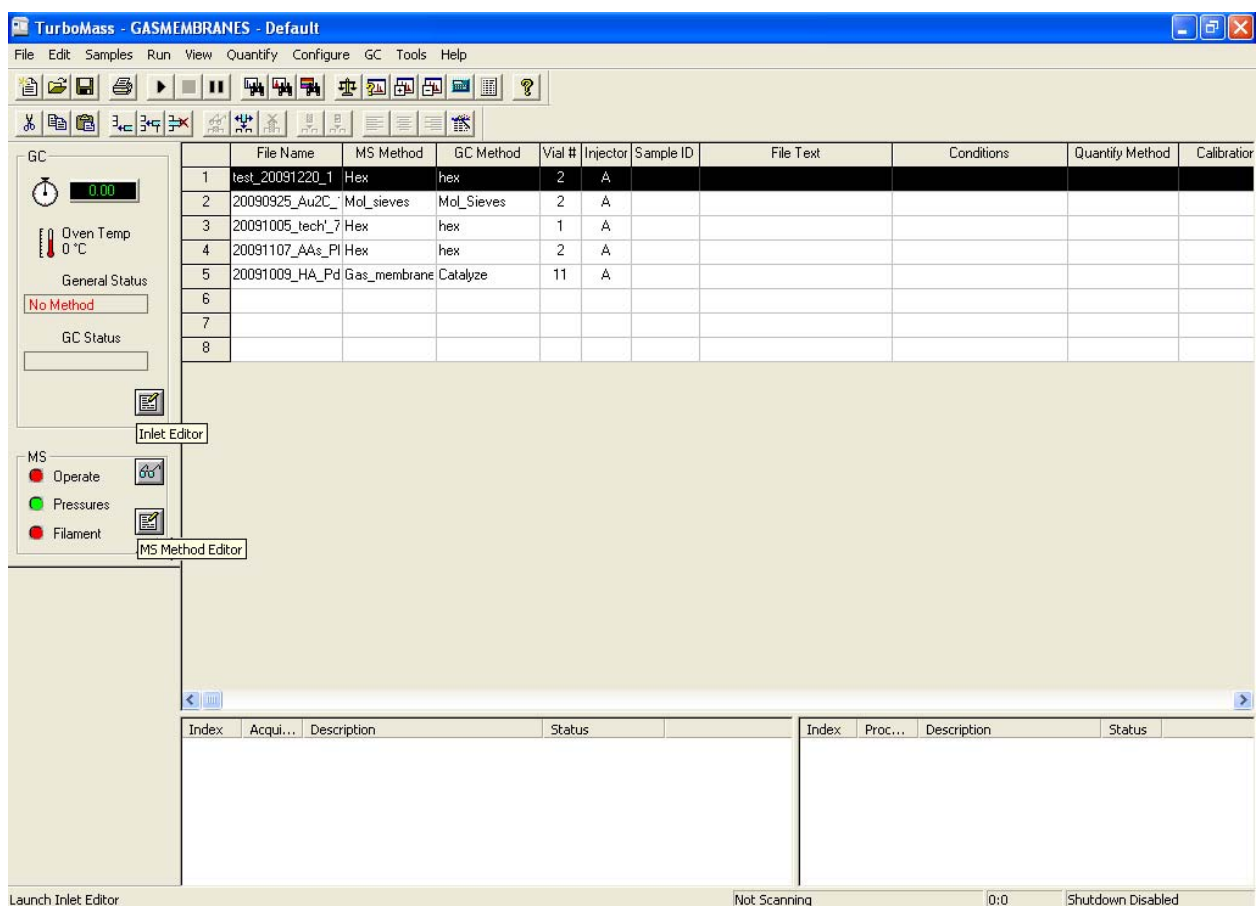 TurboMass - GASMEMBRANES - Default
File Edit Samples Run View Quantify Configure GC Tools Help
GC
0.00
Oven Temp
0 °C
General Status
No Method
GC Status
Inlet Editor
MS
Operate
Pressures
Filament
MS Method Editor
File Name MS Method GC Method Vial # Injector Sample ID File Text Conditions Quantify Method Calibration
1 test_20091220_1 Hex hex 2 A
2 20090925_Au2C_ Mol_sieves Mol_Sieves 2 A
3 20091005_tech'_7 Hex hex 1 A
4 20091107_AAs_Pl Hex hex 2 A
5 20091009_HA_Pd Gas_membrane Catalyze 11 A
6
7
8
Index Acqui... Description Status
Index Proc... Description Status
Launch Inlet Editor Not Scanning 0:0 Shutdown Disabled